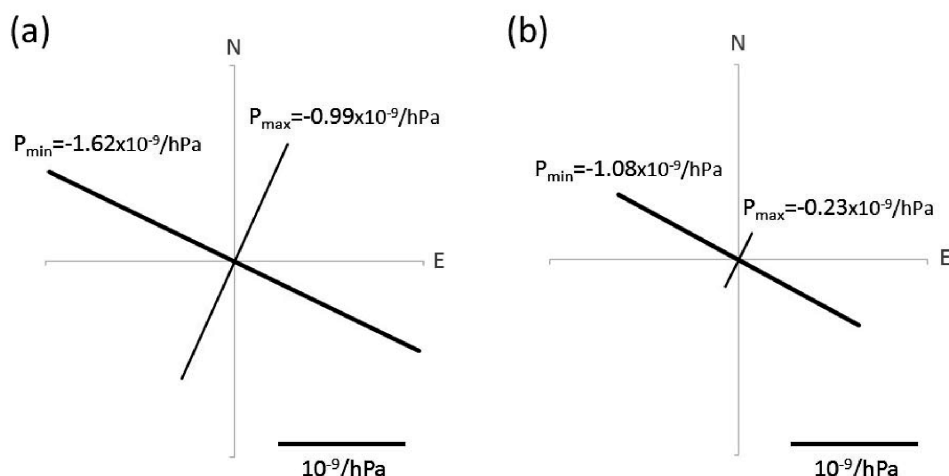 (a)
N
P_max=-0.99x10⁻⁹/hPa
P_min=-1.62x10⁻⁹/hPa
E
10⁻⁹/hPa
(b)
N
P_min=-1.08x10⁻⁹/hPa
P_max=-0.23x10⁻⁹/hPa
E
10⁻⁹/hPa